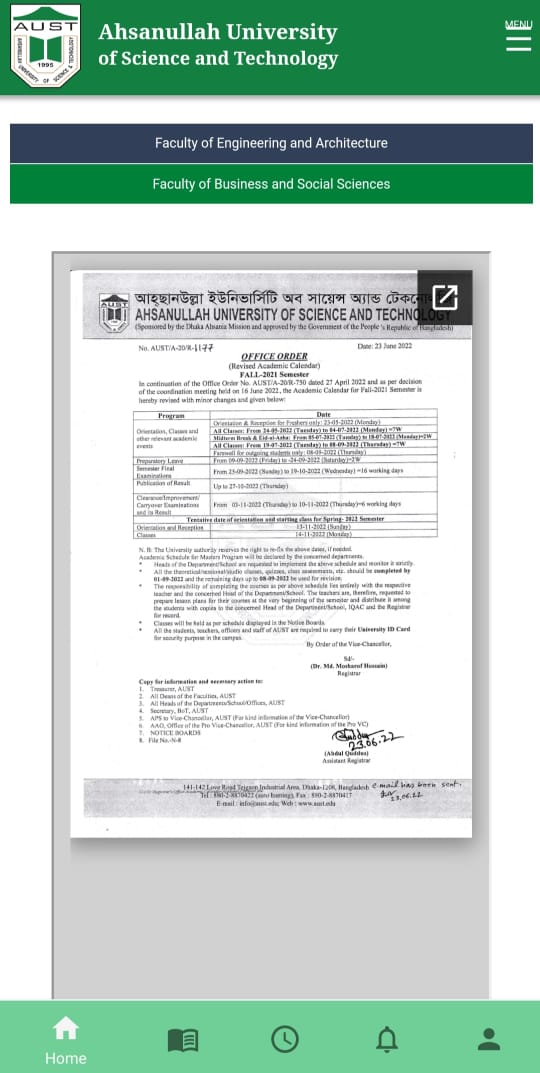 AUST
1995
Ahsanullah University
of Science and Technology
MENU
Faculty of Engineering and Architecture
Faculty of Business and Social Sciences
আহ্ছানউল্লা ইউনিভার্সিটি অব সায়েন্স অ্যান্ড
AHSANULLAH UNIVERSITY OF SCIENCE AND TECHNOLOGY
(Sponsored by the Dhaka Ahsania Mission and approved by the Government of the People's Republic of Bangladesh)
No. AUST/A-20/R-1177
Date: 23 June 2022
OFFICE ORDER
(Revised Academic Calendar)
FALL-2021 Semester
In continuation of the Office Order No. AUST/A-20/R-750 dated 27 April 2022 and as per decision
of the coordination meeting held on 16 June 2022, the Academic Calendar for Fall-2021 Semester is
hereby revised with minor changes and given below:
Program Date
Orientation, Classes and other relevant academic events
Orientation & Reception for Freshers only: 23-05-2022 (Monday)
All Classes: From 24-05-2022 (Tuesday) to 04-07-2022 (Monday) =7W
Midterm Break & Eid-ul-Azha: From 05-07-2022 (Tuesday) to 18-07-2022 (Monday)=2W
All Classes: From 19-07-2022 (Tuesday) to 08-09-2022 (Thursday) =7W
Farewell for outgoing students only: 08-09-2022 (Thursday)
Preparatory Leave From 09-09-2022 (Friday) to -24-09-2022 (Saturday)=2W
Semester Final Examinations From 25-09-2022 (Sunday) to 19-10-2022 (Wednesday) =16 working days
Publication of Result Up to 27-10-2022 (Thursday)
Clearance/Improvement/ Carryover Examinations and its Result From 03-11-2022 (Thursday) to 10-11-2022 (Thursday)=6 working days
Tentative date of orientation and starting class for Spring- 2022 Semester
Orientation and Reception 13-11-2022 (Sunday)
Classes 14-11-2022 (Monday)
N. B: The University authority reserves the right to re-fix the above dates, if needed.
Academic Schedule for Masters Program will be declared by the concerned departments.
* Heads of the Department/School are requested to implement the above schedule and monitor it strictly.
* All the theoretical/sessional/studio classes, quizzes, class assessments, etc. should be completed by
01-09-2022 and the remaining days up to 08-09-2022 be used for revision.
* The responsibility of completing the courses as per above schedule lies entirely with the respective
teacher and the concerned Head of the Department/School. The teachers are, therefore, requested to
prepare lesson plans for their courses at the very beginning of the semester and distribute it among
the students with copies to the concerned Head of the Department/School, IQAC and the Registrar
for record.
* Classes will be held as per schedule displayed in the Notice Boards.
* All the students, teachers, officers and staff of AUST are required to carry their University ID Card
for security purpose in the campus.
By Order of the Vice-Chancellor,
Sd/-
(Dr. Md. Mosharof Hossain)
Registrar
Copy for information and necessary action to:
1. Treasurer, AUST
2. All Deans of the Faculties, AUST
3. All Heads of the Departments/School/Offices, AUST
4. Secretary, BoT, AUST
5. APS to Vice-Chancellor, AUST (For kind information of the Vice-Chancellor)
6. AAO, Office of the Pro Vice-Chancellor, AUST (For kind information of the Pro VC)
7. NOTICE BOARDS
8. File No.-N-8
23.06.22
(Abdul Quddus)
Assistant Registrar
141-142 Love Road Tejgaon Industrial Area, Dhaka-1208, Bangladesh
e-mail has been sent.
Tel : 880-2-8870422 (auto hunting), Fax : 880-2-8870417
23.06.22
E-mail : info@aust.edu; Web : www.aust.edu
Home